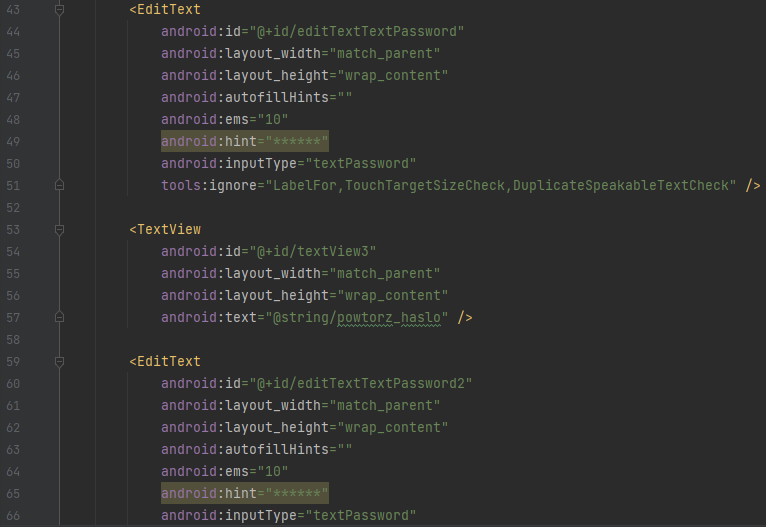 43 <EditText
44 android:id="@+id/editTextTextPassword"
45 android:layout_width="match_parent"
46 android:layout_height="wrap_content"
47 android:autofillHints=""
48 android:ems="10"
49 android:hint="******"
50 android:inputType="textPassword"
51 tools:ignore="LabelFor,TouchTargetSizeCheck,DuplicateSpeakableTextCheck" />
52
53 <TextView
54 android:id="@+id/textView3"
55 android:layout_width="match_parent"
56 android:layout_height="wrap_content"
57 android:text="@string/powtorz_haslo" />
58
59 <EditText
60 android:id="@+id/editTextTextPassword2"
61 android:layout_width="match_parent"
62 android:layout_height="wrap_content"
63 android:autofillHints=""
64 android:ems="10"
65 android:hint="******"
66 android:inputType="textPassword"